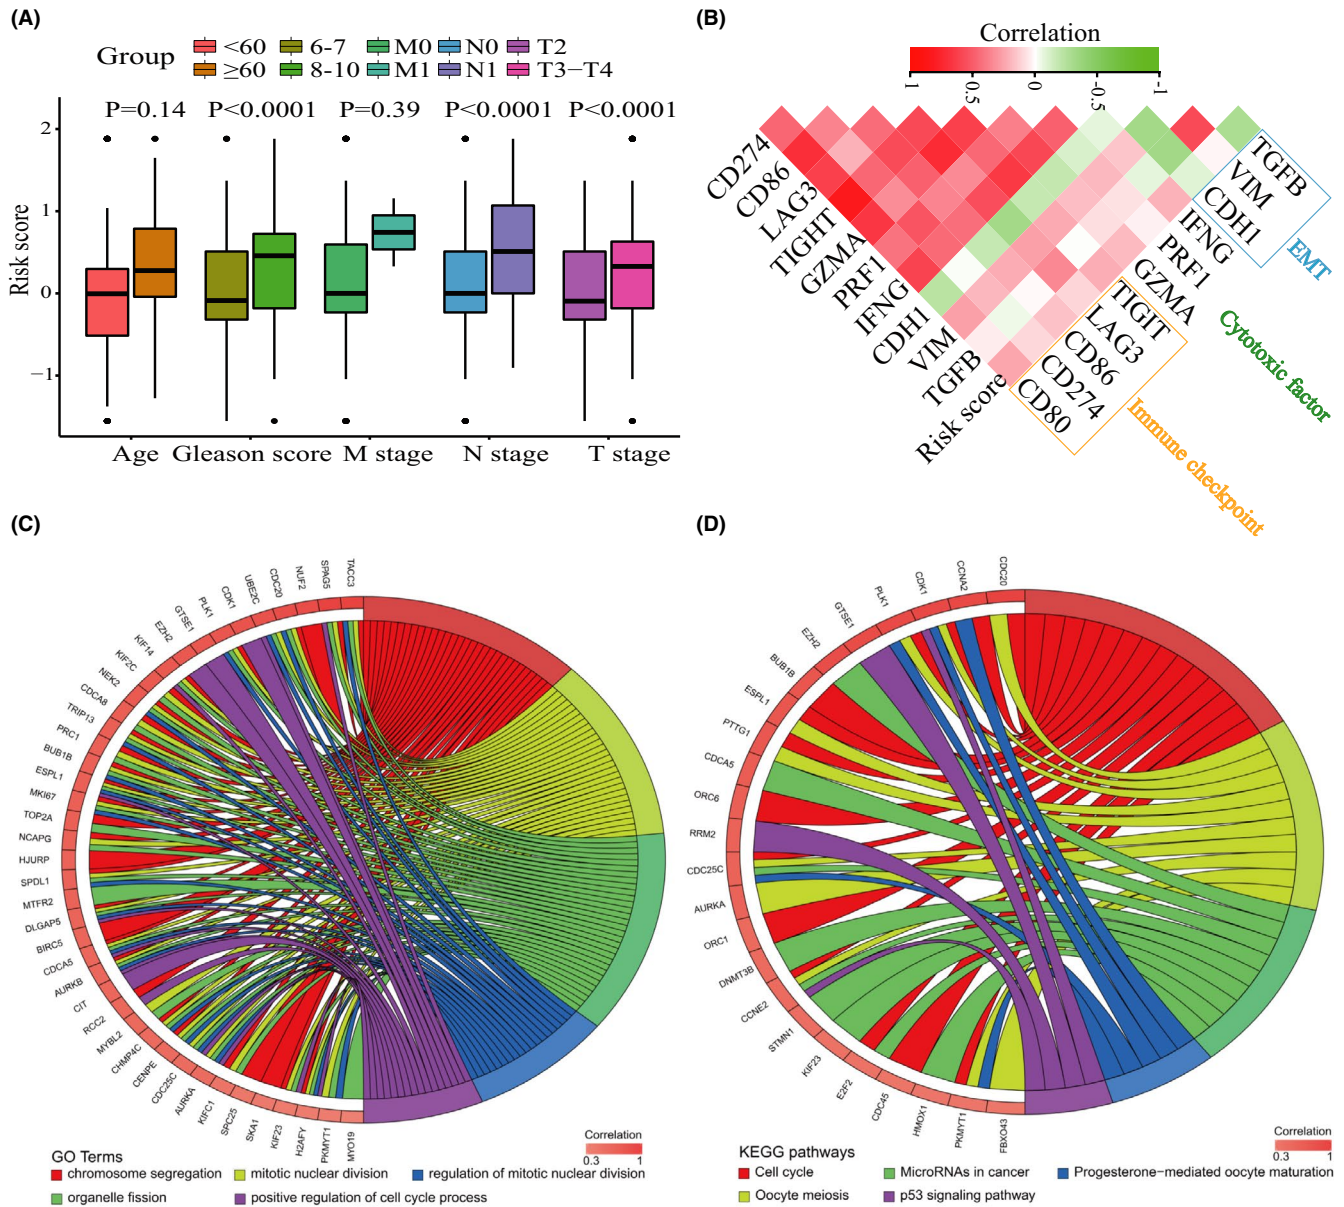 (A)
Group
<60
6-7
M0
N0
T2
≥60
8-10
M1
N1
T3−T4
P=0.14
P<0.0001
P=0.39
P<0.0001
P<0.0001
Risk score
2
1
0
−1
Age
Gleason score
M stage
N stage
T stage
(B)
Correlation
1
0.5
0
-0.5
-1
CD274
CD86
LAG3
TIGHT
GZMA
PRF1
IFNG
CDH1
VIM
TGFB
Risk score
TGFB
VIM
CDH1
IFNG
PRF1
GZMA
TIGIT
LAG3
CD86
CD274
CD80
EMT
Cytotoxic factor
Immune checkpoint
(C)
TACC3
SPAG5
NUF2
CDC20
UBE2C
CDK1
PLK1
GTSE1
EZH2
KIF14
KIF2C
NEK2
CDCA8
TRIP13
PRC1
BUB1B
ESPL1
MKI67
TOP2A
NCAPG
HJURP
SPDL1
MTFR2
DLGAP5
BIRC5
CDCA5
AURKB
CIT
RCC2
MYBL2
CHMP4C
CENPE
CDC25C
AURKA
KIFC1
SPC25
SKA1
KIF23
H2AFY
PKMYT1
MYO19
Correlation
0.3
1
GO Terms
chromosome segregation
mitotic nuclear division
regulation of mitotic nuclear division
organelle fission
positive regulation of cell cycle process
(D)
CDC20
CCNA2
CDK1
PLK1
GTSE1
EZH2
BUB1B
ESPL1
PTTG1
CDCA5
ORC6
RRM2
CDC25C
AURKA
ORC1
DNMT3B
CCNE2
STMN1
KIF23
E2F2
CDC45
HMOX1
PKMYT1
FBXO43
Correlation
0.3
1
KEGG pathways
Cell cycle
MicroRNAs in cancer
Progesterone−mediated oocyte maturation
Oocyte meiosis
p53 signaling pathway